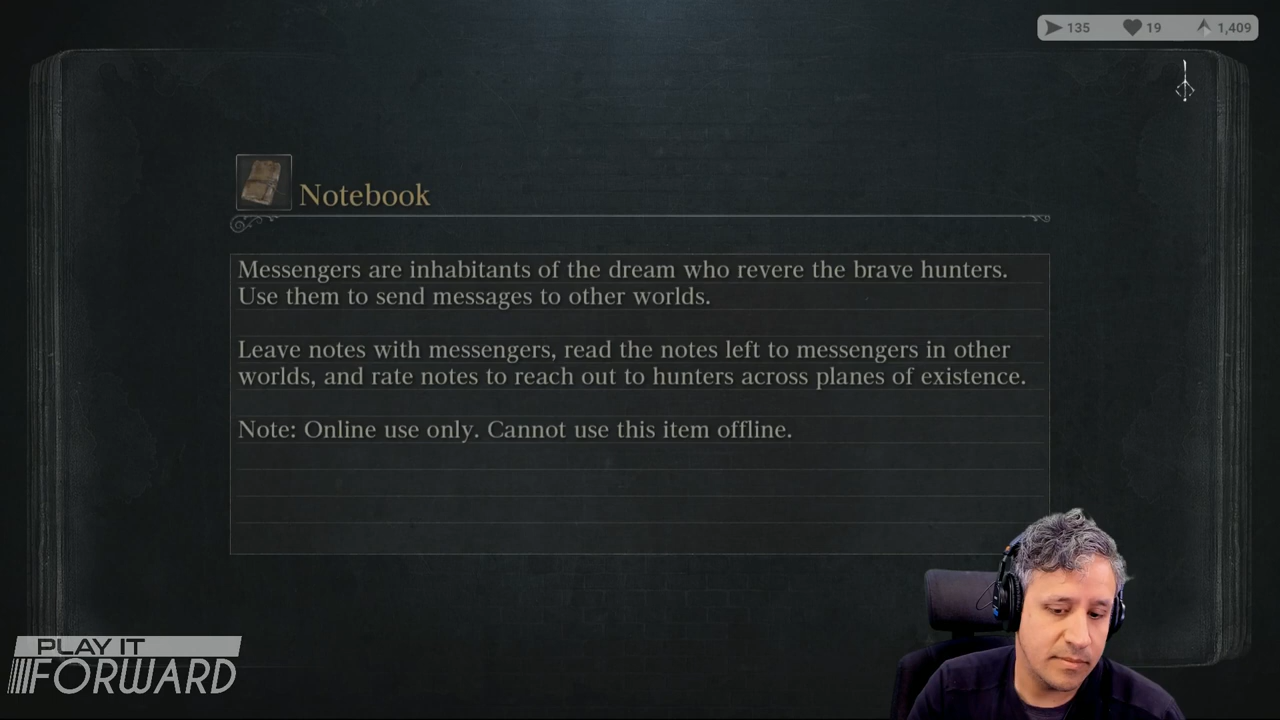 135 19 1,409
Notebook
Messengers are inhabitants of the dream who revere the brave hunters.
Use them to send messages to other worlds.
Leave notes with messengers, read the notes left to messengers in other
worlds, and rate notes to reach out to hunters across planes of existence.
Note: Online use only. Cannot use this item offline.
PLAY IT
FORWARD